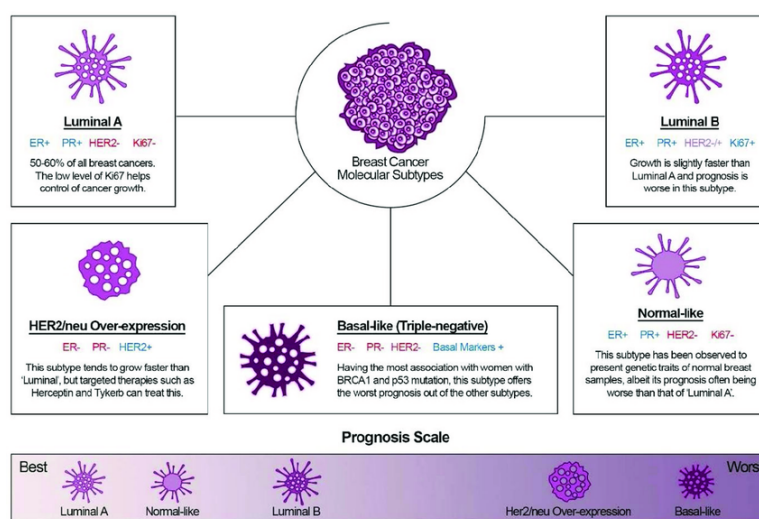 Luminal A
ER+ PR+ HER2- Ki67-
50-60% of all breast cancers.
The low level of Ki67 helps
control of cancer growth.
Breast Cancer
Molecular Subtypes
Luminal B
ER+ PR+ HER2-/+ Ki67+
Growth is slightly faster than
Luminal A and prognosis is
worse in this subtype.
HER2/neu Over-expression
ER- PR- HER2+
This subtype tends to grow faster than
'Luminal', but targeted therapies such as
Herceptin and Tykerb can treat this.
Basal-like (Triple-negative)
ER- PR- HER2- Basal Markers +
Having the most association with women with
BRCA1 and p53 mutation, this subtype offers
the worst prognosis out of the other subtypes.
Normal-like
ER+ PR+ HER2- Ki67-
This subtype has been observed to
present genetic traits of normal breast
samples, albeit its prognosis often being
worse than that of 'Luminal A'.
Prognosis Scale
Best
Worst
Luminal A
Normal-like
Luminal B
Her2/neu Over-expression
Basal-like